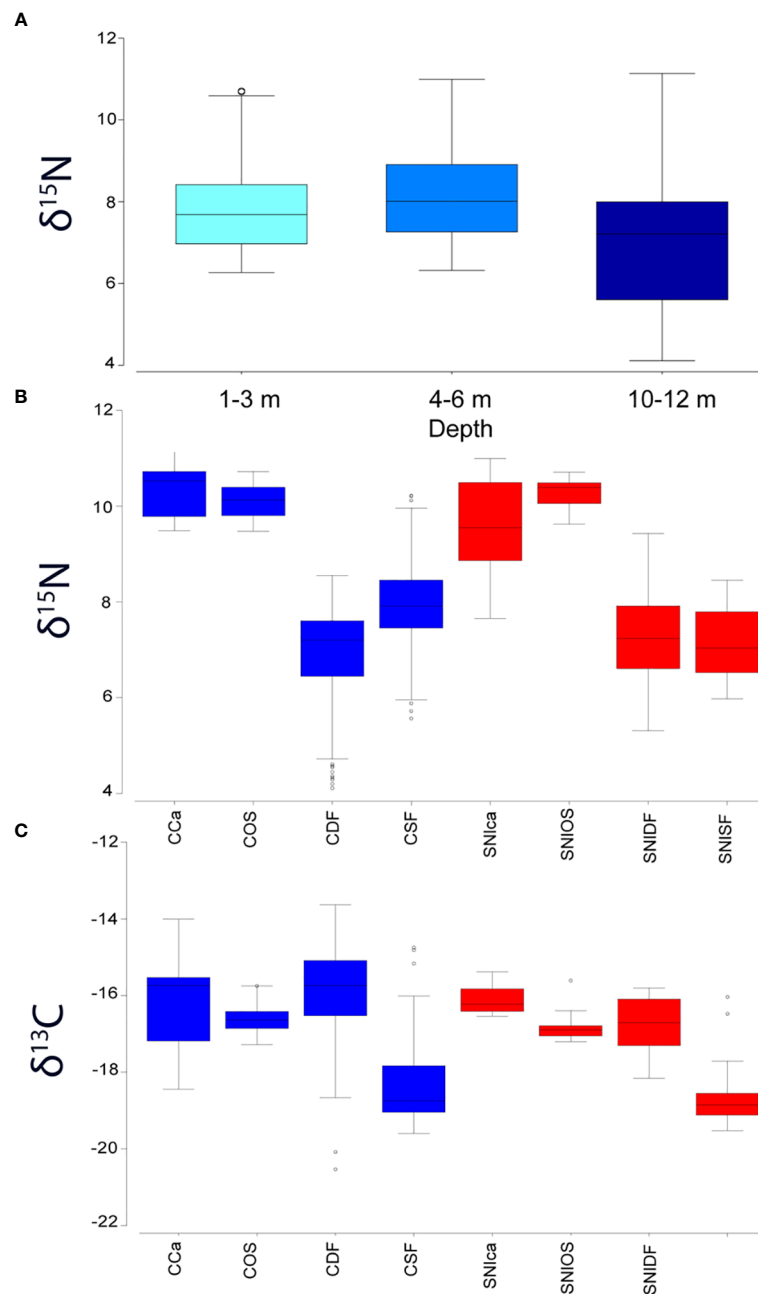 A
δ¹⁵N
12
10
8
6
4
1-3 m 4-6 m 10-12 m
Depth
B
δ¹⁵N
12
10
8
6
4
CCa COS CDF CSF SNIca SNIOS SNIDF SNISF
C
δ¹³C
-12
-14
-16
-18
-20
-22
CCa COS CDF CSF SNIca SNIOS SNIDF